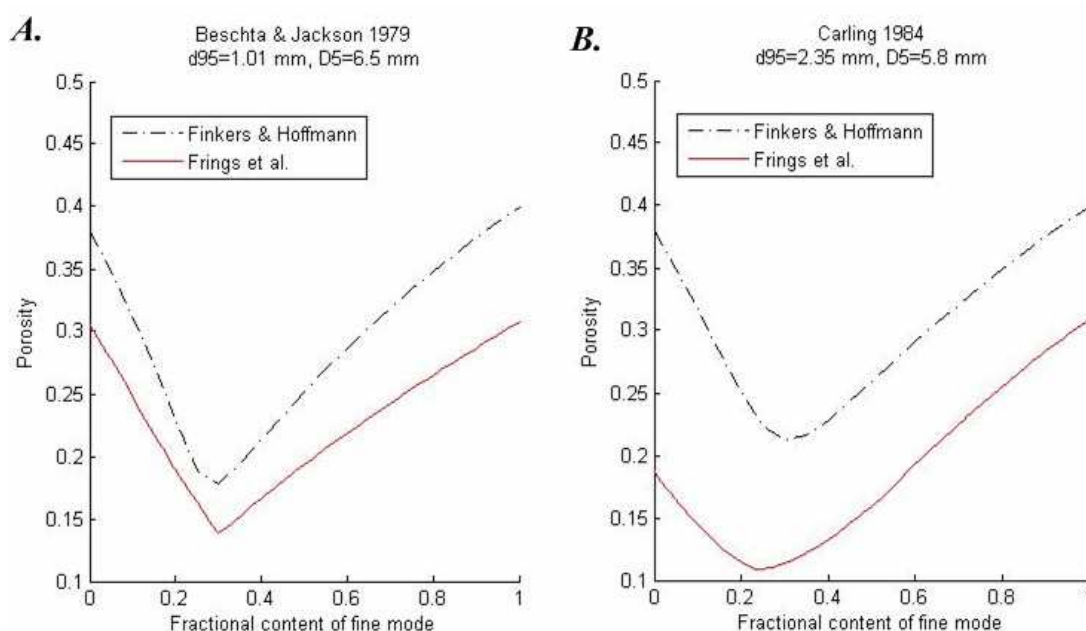 A.
Beschta & Jackson 1979
d95=1.01 mm, D5=6.5 mm
0.5
0.45
0.4
0.35
0.3
0.25
0.2
0.15
0.1
Porosity
Finkers & Hoffmann
Frings et al.
0 0.2 0.4 0.6 0.8 1
Fractional content of fine mode
B.
Carling 1984
d95=2.35 mm, D5=5.8 mm
0.5
0.45
0.4
0.35
0.3
0.25
0.2
0.15
0.1
Porosity
Finkers & Hoffmann
Frings et al.
0 0.2 0.4 0.6 0.8 1
Fractional content of fine mode